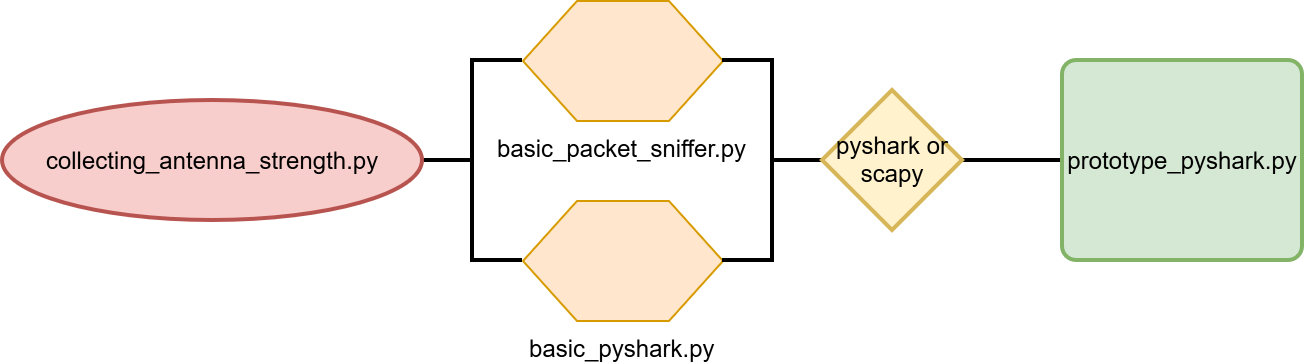 collecting_antenna_strength.py
basic_packet_sniffer.py
basic_pyshark.py
pyshark or
scapy
prototype_pyshark.py